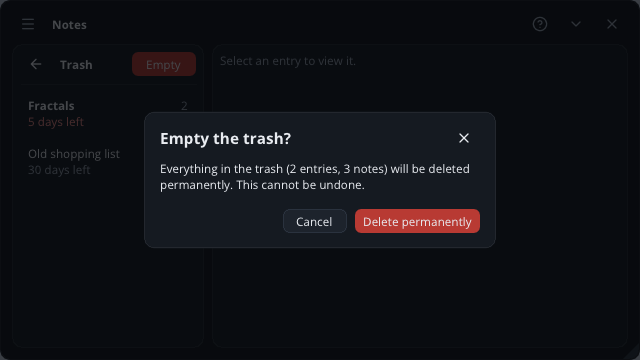 Notes
Trash
Empty
Select an entry to view it.
Fractals 2
5 days left
Old shopping list
30 days left
Empty the trash?
Everything in the trash (2 entries, 3 notes) will be deleted
permanently. This cannot be undone.
Cancel
Delete permanently